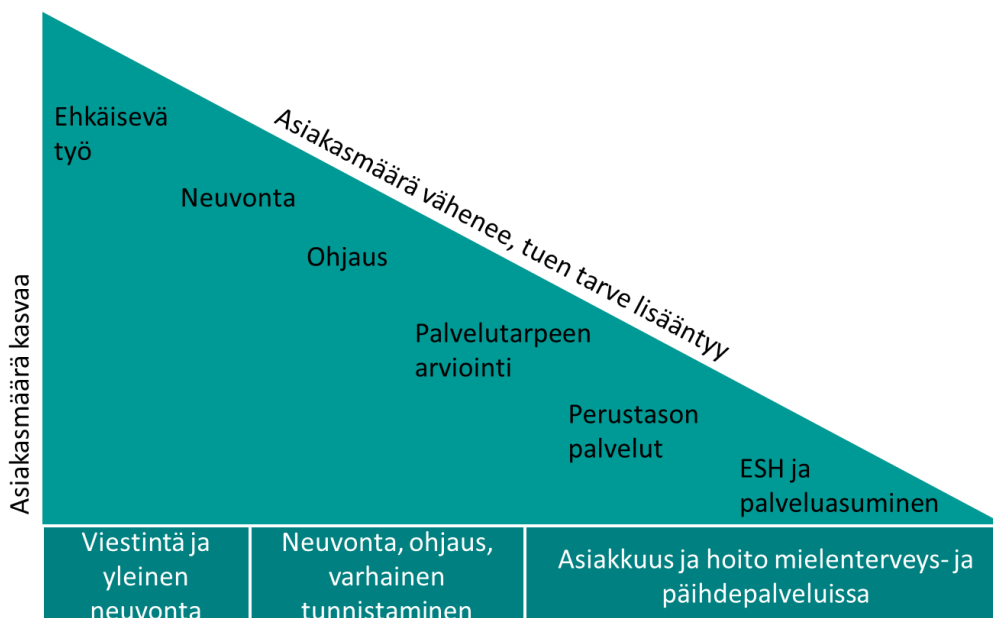 Ehkäisevä
työ
Neuvonta
Ohjaus
Palvelutarpeen
arviointi
Perustason
palvelut
ESH ja
palveluasuminen
Asiakasmäärä vähenee, tuen tarve lisääntyy
Asiakasmäärä kasvaa
Viestintä ja
yleinen
neuvonta
Neuvonta, ohjaus,
varhainen
tunnistaminen
Asiakkuus ja hoito mielenterveys- ja
päihdepalveluissa